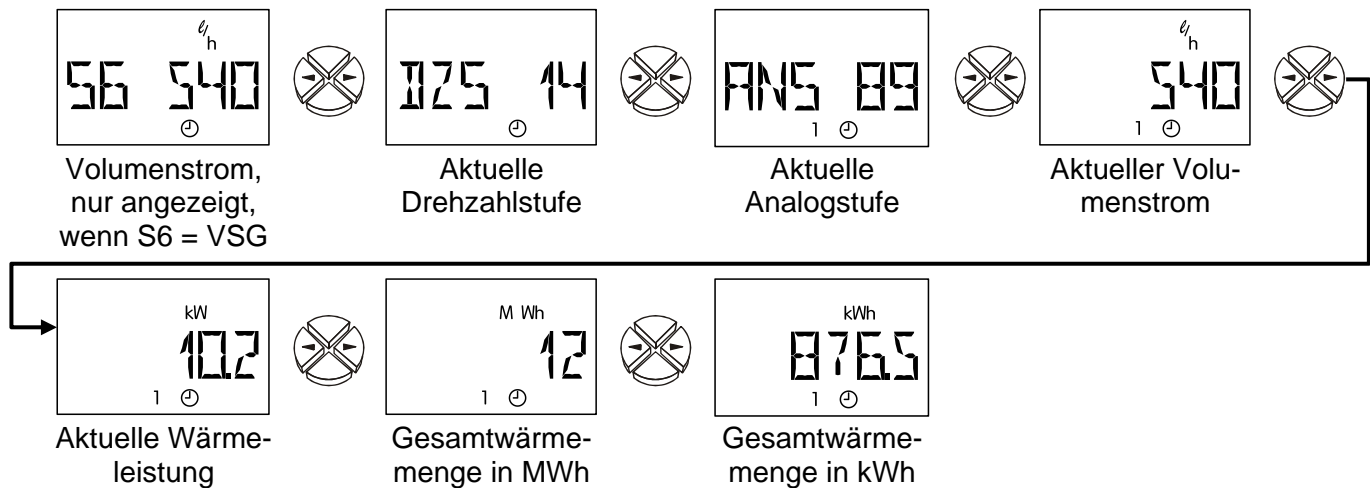 l/h
S6 540
Volumenstrom,
nur angezeigt,
wenn S6 = VSG
DZS 14
Aktuelle
Drehzahlstufe
ANS 89
1
Aktuelle
Analogstufe
l/h
540
1
Aktueller Volu-
menstrom
kW
10.2
1
Aktuelle Wärme-
leistung
M Wh
12
1
Gesamtwärme-
menge in MWh
kWh
876.5
1
Gesamtwärme-
menge in kWh